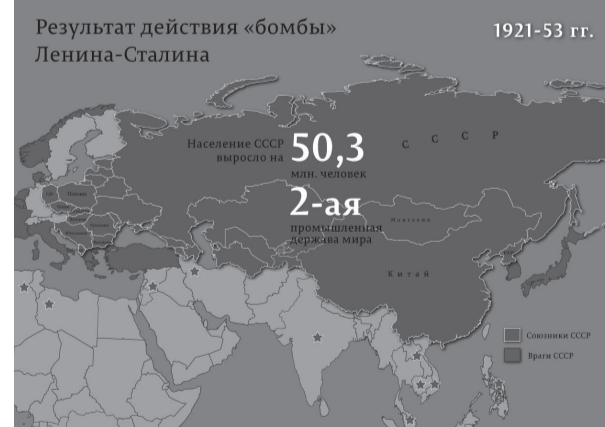 Результат действия «бомбы»
Ленина-Сталина
1921-53 гг.
Население СССР
выросло на
50,3
млн. человек
2-ая
промышленная
держава мира
С С С Р
Монголия
Китай
Польша
Союзники СССР
Враги СССР